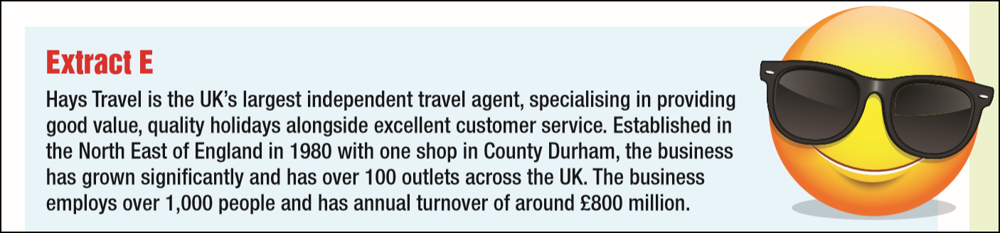 Extract E
Hays Travel is the UK’s largest independent travel agent, specialising in providing
good value, quality holidays alongside excellent customer service. Established in
the North East of England in 1980 with one shop in County Durham, the business
has grown significantly and has over 100 outlets across the UK. The business
employs over 1,000 people and has annual turnover of around £800 million.